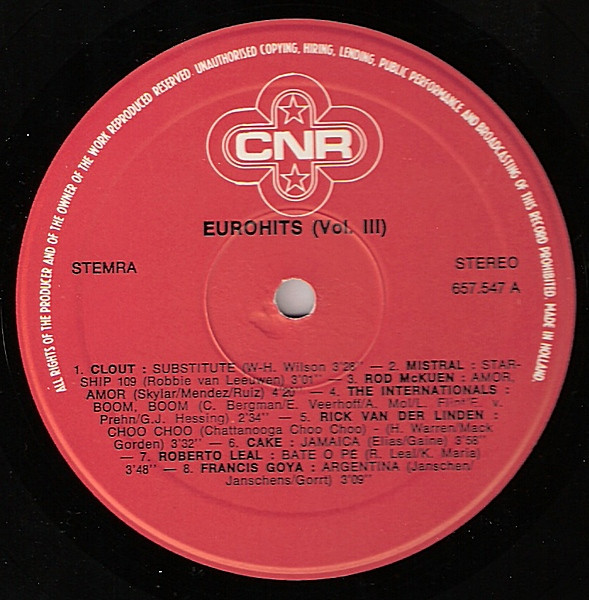 ALL RIGHTS OF THE PRODUCER AND OF THE OWNER OF THE WORK REPRODUCED RESERVED. UNAUTHORISED COPYING, HIRING, LENDING, PUBLIC PERFORMANCE AND BROADCASTING OF THIS RECORD PROHIBITED. MADE IN HOLLAND.
CNR
EUROHITS (Vol. III)
STEMRA
STEREO
657.547 A
1. CLOUT : SUBSTITUTE (W-H. Wilson 3'28'' — 2. MISTRAL : STAR-
SHIP 109 (Robbie van Leeuwen) 3'01'' — 3. ROD McKUEN : AMOR,
AMOR (Skylar/Mendez/Ruiz) 4'20'' — 4. THE INTERNATIONALS :
BOOM, BOOM (C. Bergman/E. Veerhoff/A. Mol/L. Flint E. v.
Prehn/G.J. Hessing) 2'34'' — 5. RICK VAN DER LINDEN :
CHOO CHOO (Chattanooga Choo Choo) - (H. Warren/Mack
Gorden) 3'32'' — 6. CAKE : JAMAICA (Elias/Gaine) 3'56''
— 7. ROBERTO LEAL : BATE O PÉ (R. Leal/K. Maria)
3'48'' — 8. FRANCIS GOYA : ARGENTINA (Janschen/
Janschens/Gorrt) 3'09''